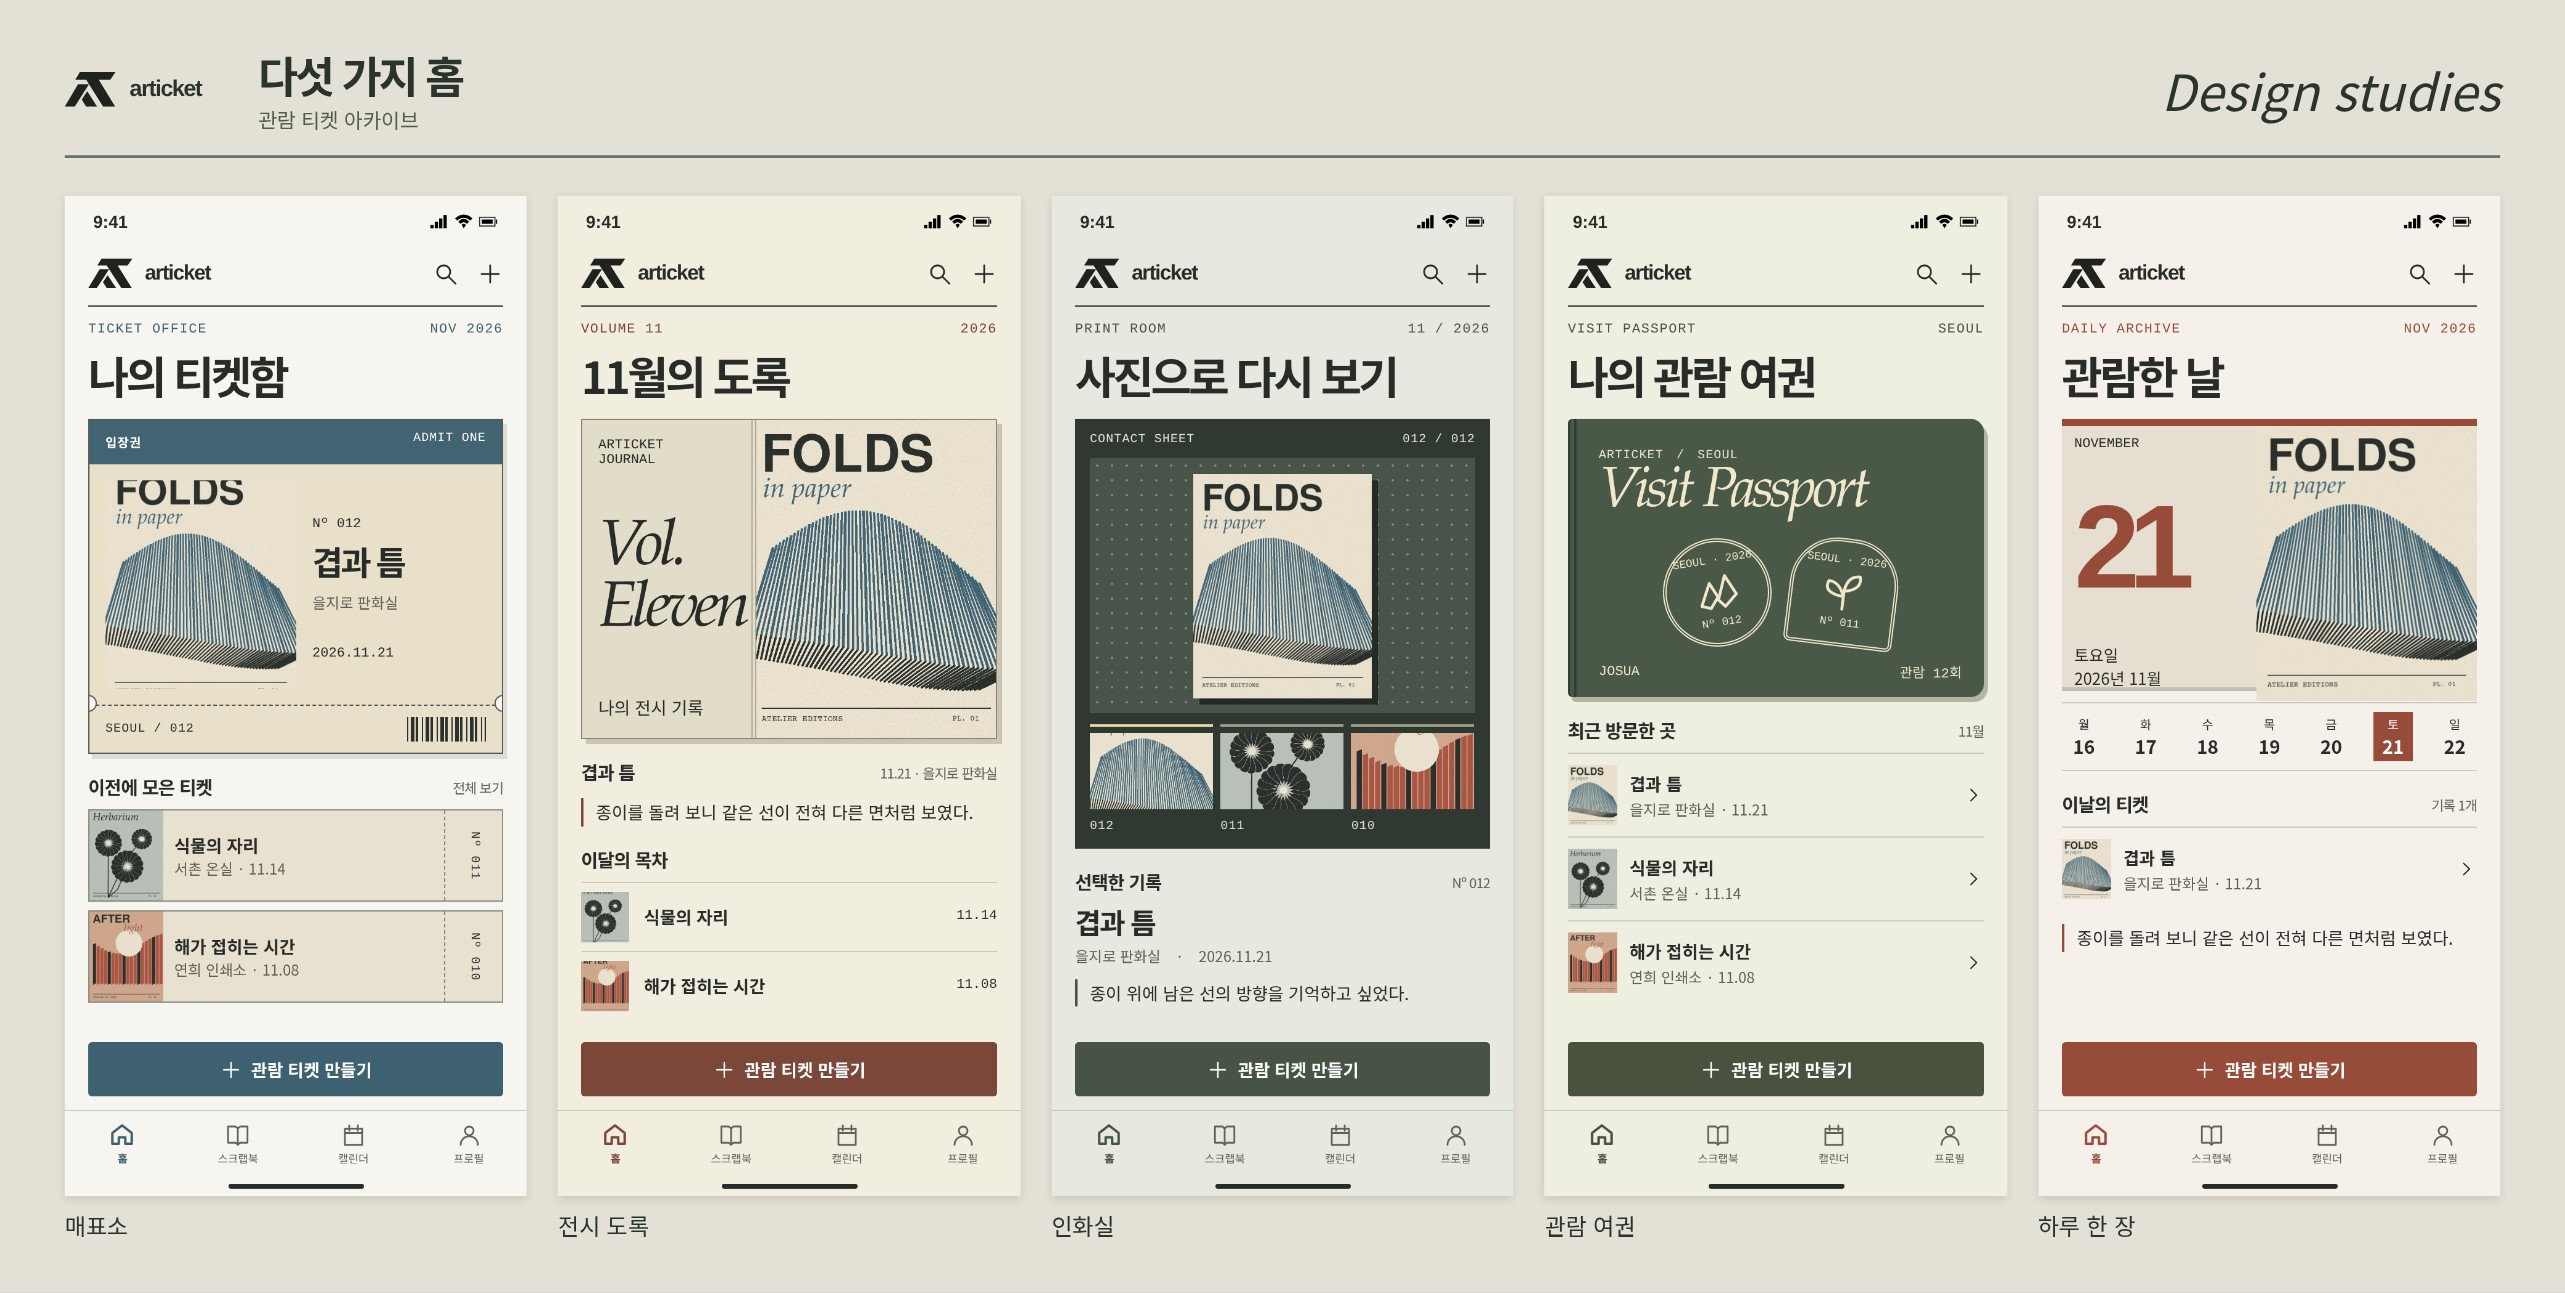 articket
다섯 가지 홈
관람 티켓 아카이브
Design studies
9:41
articket
TICKET OFFICE
NOV 2026
나의 티켓함
입장권
ADMIT ONE
FOLDS
in paper
Nº 012
겹과 틈
을지로 판화실
2026.11.21
SEOUL / 012
이전에 모은 티켓
전체 보기
Herbarium
식물의 자리
서촌 온실 · 11.14
Nº 011
AFTER
light
해가 접히는 시간
연희 인쇄소 · 11.08
Nº 010
관람 티켓 만들기
홈
스크랩북
캘린더
프로필
매표소
9:41
articket
VOLUME 11
2026
11월의 도록
ARTICKET
JOURNAL
Vol.
Eleven
나의 전시 기록
FOLDS
in paper
ATELIER EDITIONS
PL. 01
겹과 틈
11.21 · 을지로 판화실
종이를 돌려 보니 같은 선이 전혀 다른 면처럼 보였다.
이달의 목차
식물의 자리
11.14
해가 접히는 시간
11.08
관람 티켓 만들기
홈
스크랩북
캘린더
프로필
전시 도록
9:41
articket
PRINT ROOM
11 / 2026
사진으로 다시 보기
CONTACT SHEET
012 / 012
FOLDS
in paper
ATELIER EDITIONS
PL. 01
012
011
010
선택한 기록
Nº 012
겹과 틈
을지로 판화실 · 2026.11.21
종이 위에 남은 선의 방향을 기억하고 싶었다.
관람 티켓 만들기
홈
스크랩북
캘린더
프로필
인화실
9:41
articket
VISIT PASSPORT
SEOUL
나의 관람 여권
ARTICKET / SEOUL
Visit Passport
SEOUL · 2026
Nº 012
SEOUL · 2026
Nº 011
JOSUA
관람 12회
최근 방문한 곳
11월
FOLDS
in paper
겹과 틈
을지로 판화실 · 11.21
Herbarium
식물의 자리
서촌 온실 · 11.14
AFTER
light
해가 접히는 시간
연희 인쇄소 · 11.08
관람 티켓 만들기
홈
스크랩북
캘린더
프로필
관람 여권
9:41
articket
DAILY ARCHIVE
NOV 2026
관람한 날
NOVEMBER
21
토요일
2026년 11월
FOLDS
in paper
ATELIER EDITIONS
PL. 01
월 화 수 목 금 토 일
16 17 18 19 20 21 22
이날의 티켓
기록 1개
FOLDS
in paper
겹과 틈
을지로 판화실 · 11.21
종이를 돌려 보니 같은 선이 전혀 다른 면처럼 보였다.
관람 티켓 만들기
홈
스크랩북
캘린더
프로필
하루 한 장